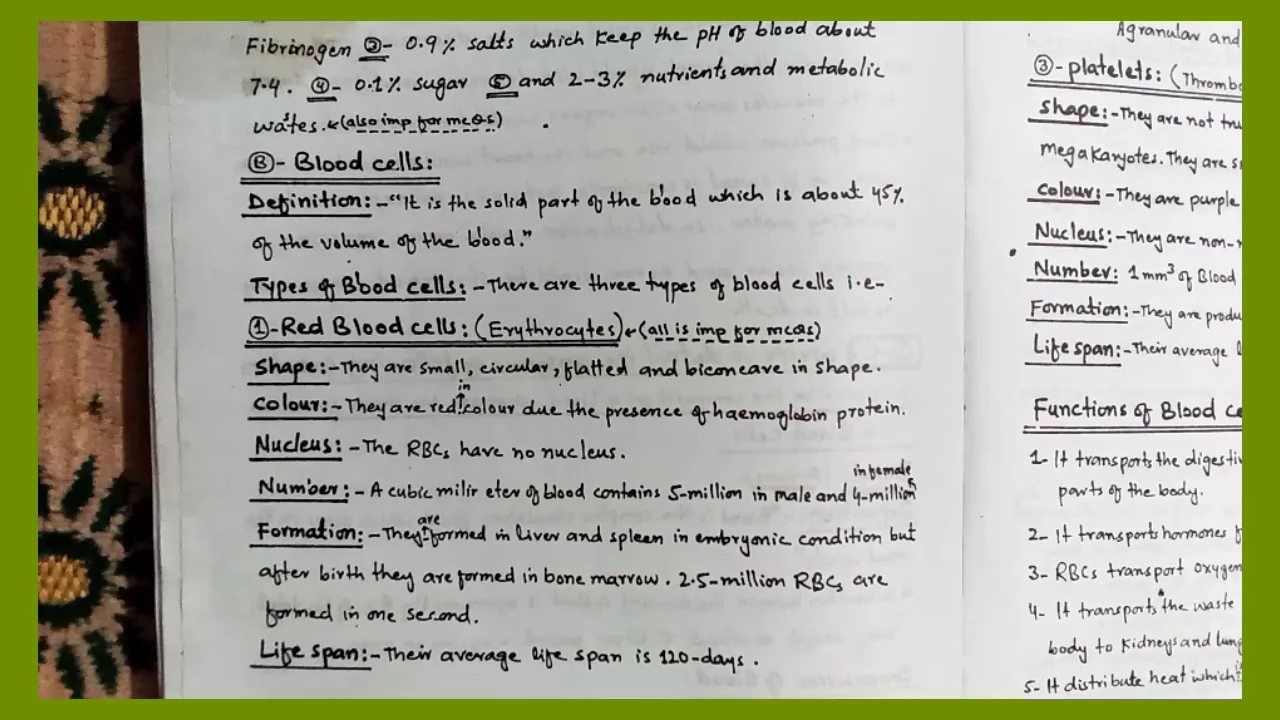 Fibrinogen ③- 0.9% salts which keep the pH of blood about
7.4. ④- 0.1% sugar ⑤ and 2-3% nutrients and metabolic
wastes. ←(also imp for mcqs)
Ⓑ- Blood cells:
Definition:- "It is the solid part of the blood which is about 45%
of the volume of the blood."
Types of Blood cells:- There are three types of blood cells i.e-
①-Red Blood cells: (Erythrocytes)←(all is imp for mcqs)
Shape:-They are small, circular, flatted and biconcave in shape.
Colour:- They are red in colour due the presence of haemoglobin protein.
Nucleus:- The RBCs have no nucleus.
Number:- A cubic milir eter of blood contains 5-million in male and 4-million in female
Formation:- They are formed in liver and spleen in embryonic condition but
after birth they are formed in bone marrow. 2.5-million RBCs are
formed in one second.
Life span:- Their average life span is 120-days.
Agranular and
③-platelets: (Thrombo
Shape:-They are not tru
megakaryotes. They are s
Colour:- They are purple
Nucleus:- They are non-n
Number: 1 mm³ of Blood
Formation:- They are produ
Life span:-Their average l
Functions of Blood ce
1- It transports the digestiv
parts of the body.
2- It transports hormones f
3- RBCs transport oxygen
4- It transports the waste
body to kidneys and lung
5- It distribute heat which